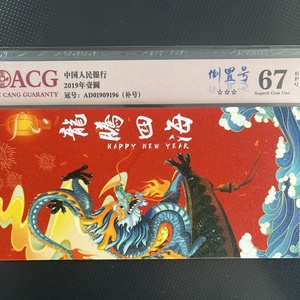 ACG
CANG GUARANTY
中国人民银行
2019年壹圆
冠号：AD01909196（补号）
倒置号
☆☆☆
67 EPQ
Superb Gem Unc
龍騰四海
HAPPY NEW YEAR